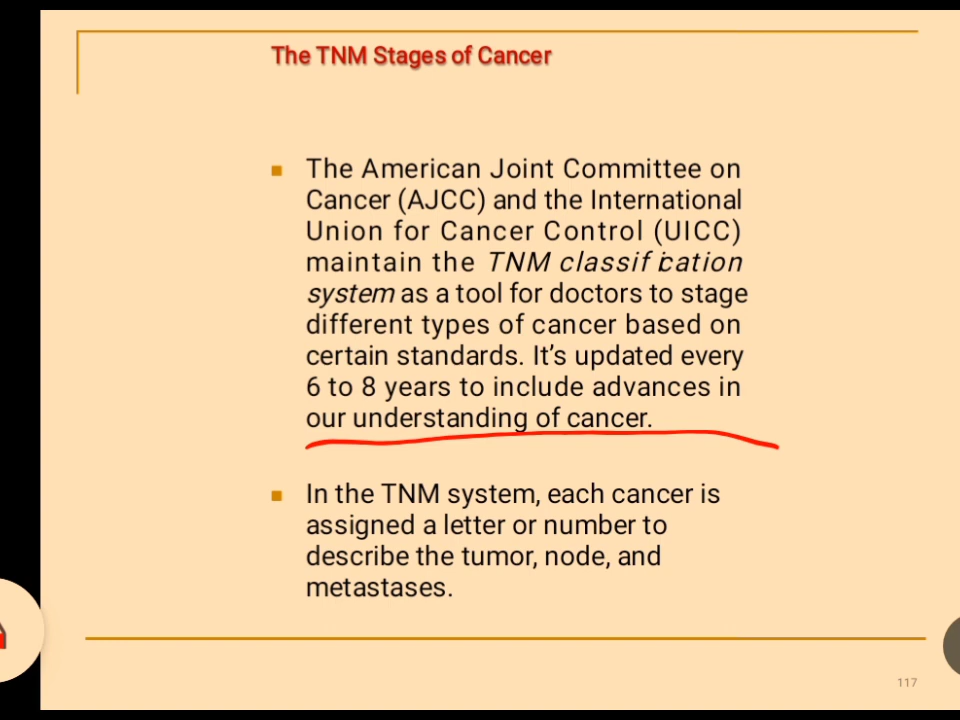 The TNM Stages of Cancer
The American Joint Committee on
Cancer (AJCC) and the International
Union for Cancer Control (UICC)
maintain the TNM classification
system as a tool for doctors to stage
different types of cancer based on
certain standards. It’s updated every
6 to 8 years to include advances in
our understanding of cancer.
In the TNM system, each cancer is
assigned a letter or number to
describe the tumor, node, and
metastases.
117